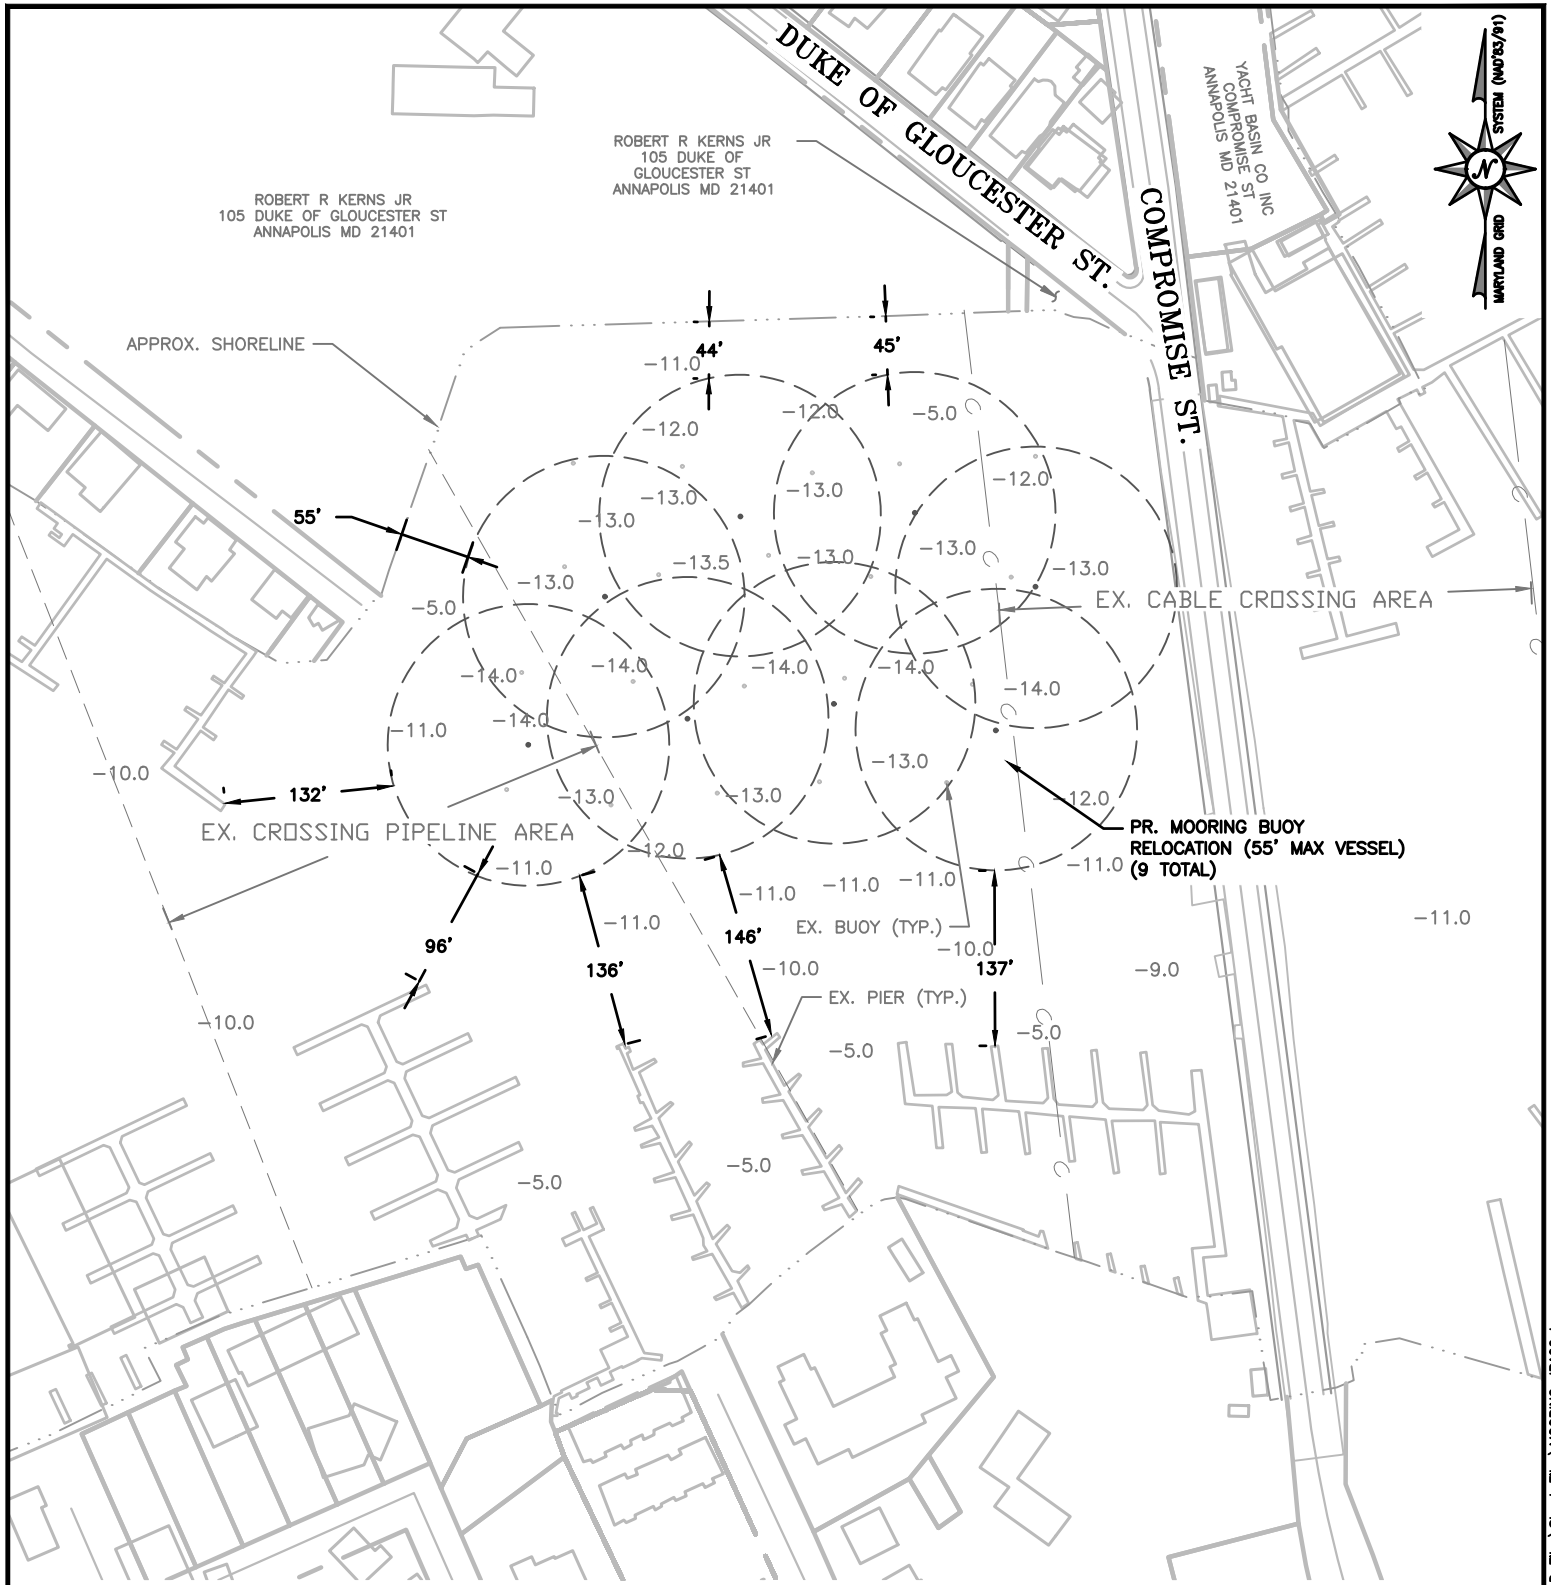 DUKE OF GLOUCESTER ST.
COMPROMISE ST.
YACHT BASIN CO INC
COMPROMISE ST
ANNAPOLIS MD 21401
MARYLAND GRID
SYSTEM (NAD'83/91)
N
ROBERT R KERNS JR
105 DUKE OF
GLOUCESTER ST
ANNAPOLIS MD 21401
ROBERT R KERNS JR
105 DUKE OF GLOUCESTER ST
ANNAPOLIS MD 21401
APPROX. SHORELINE
44'
45'
-11.0
-12.0
-12.0
-5.0
-12.0
-13.0
-13.0
-13.0
55'
-13.5
-13.0
-13.0
-13.0
-13.0
-5.0
EX. CABLE CROSSING AREA
C
C
C
C
C
C
C
C
-14.0
-14.0
-14.0
-14.0
-14.0
-14.0
-11.0
-10.0
132'
-13.0
-13.0
-13.0
-12.0
EX. CROSSING PIPELINE AREA
PR. MOORING BUOY
RELOCATION (55' MAX VESSEL)
(9 TOTAL)
-12.0
-11.0
-11.0
-11.0
-11.0
-11.0
-11.0
-11.0
EX. BUOY (TYP.)
96'
136'
146'
137'
-10.0
-10.0
-9.0
EX. PIER (TYP.)
-10.0
-5.0
-5.0
-5.0
-5.0